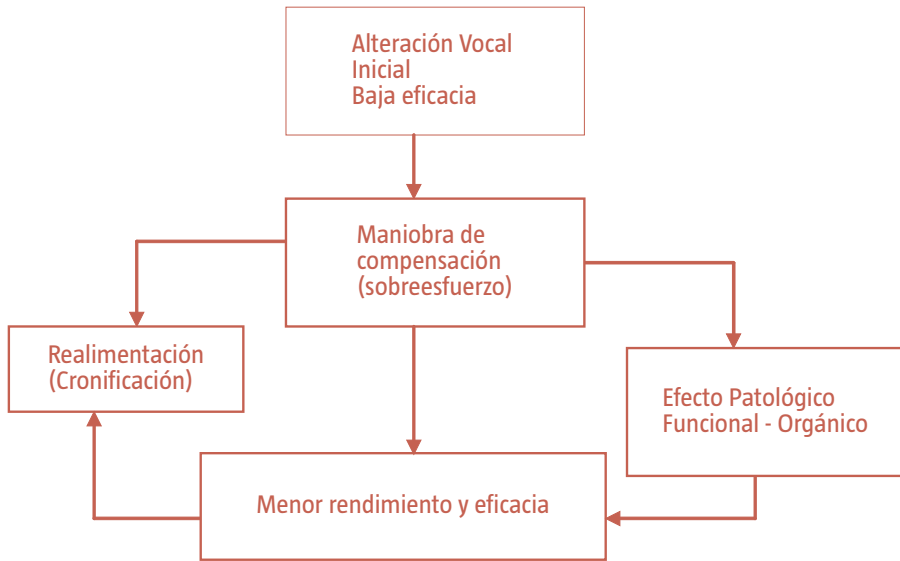 Alteración Vocal
Inicial
Baja eficacia
Maniobra de
compensación
(sobreesfuerzo)
Realimentación
(Cronificación)
Efecto Patológico
Funcional - Orgánico
Menor rendimiento y eficacia